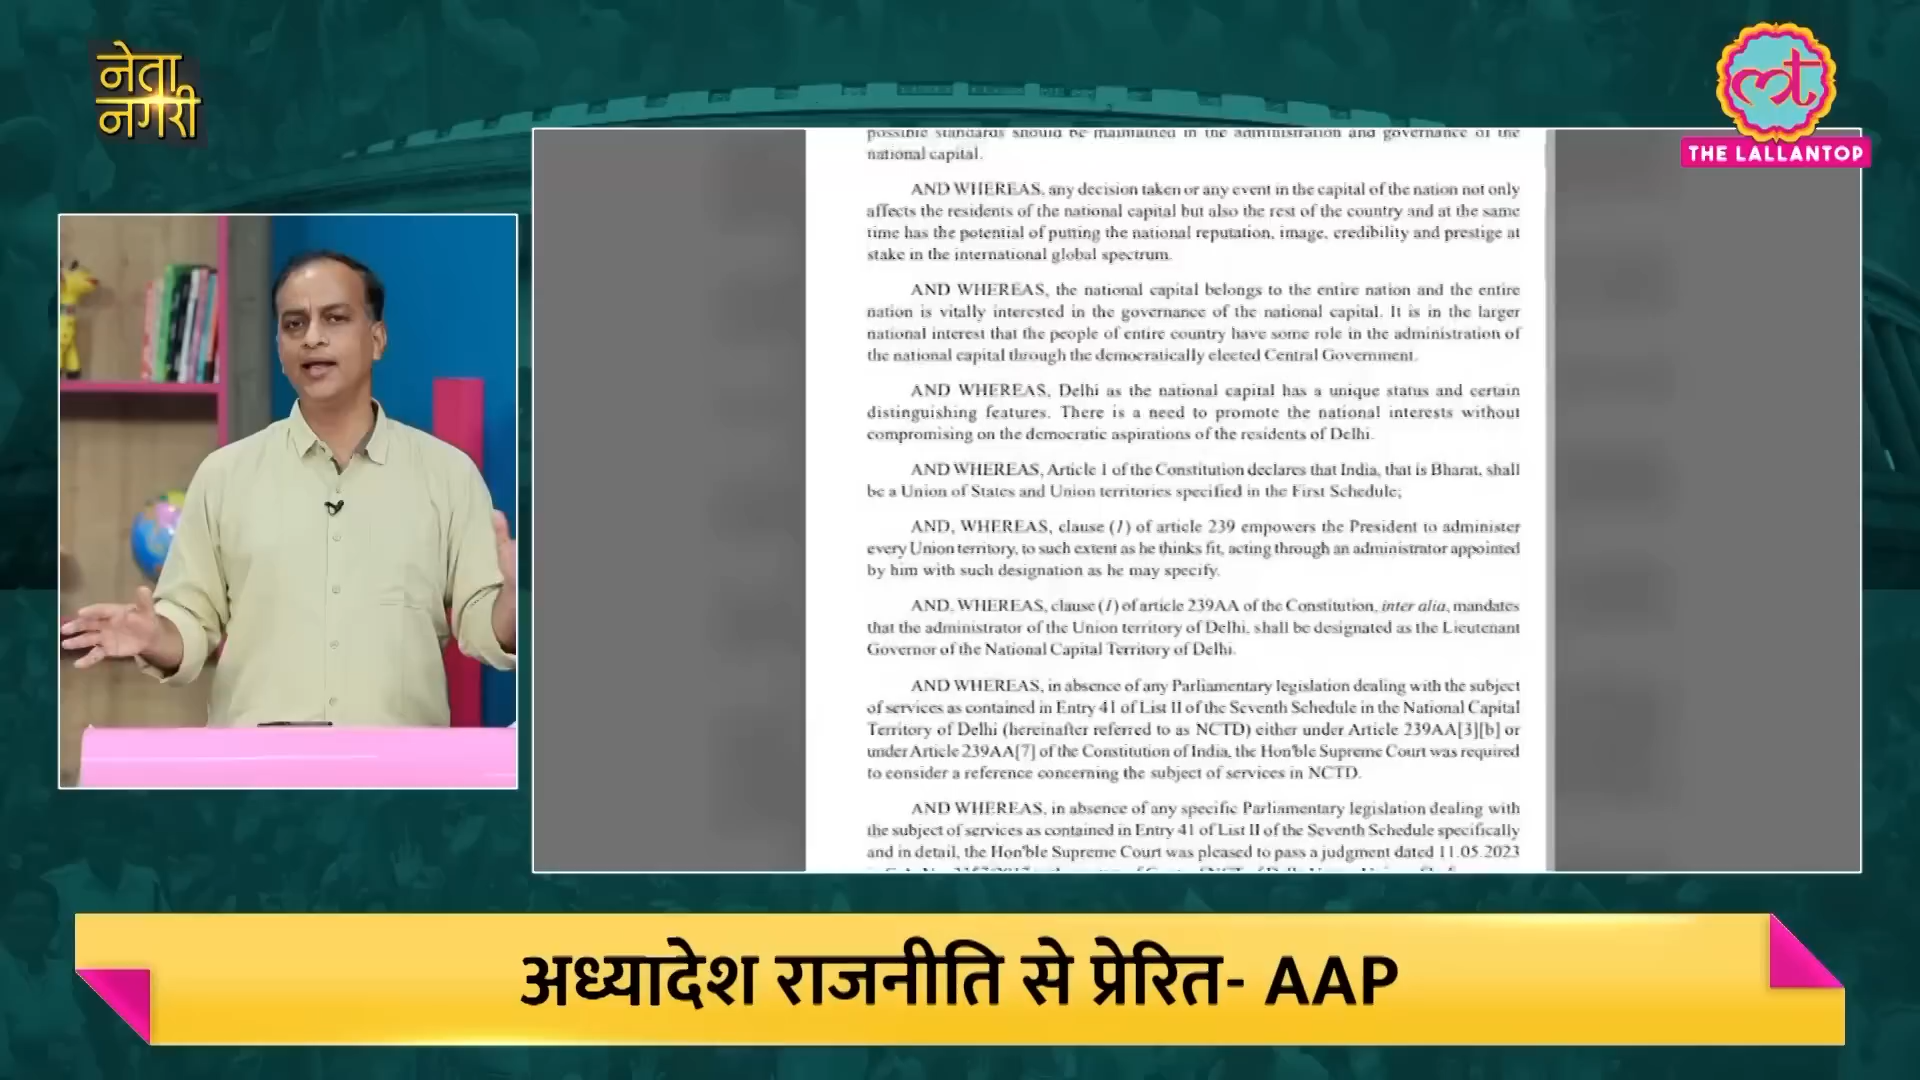 नेता
नगरी
THE LALLANTOP
possible standards should be maintained in the administration and governance of the
national capital.
AND WHEREAS, any decision taken or any event in the capital of the nation not only
affects the residents of the national capital but also the rest of the country and at the same
time has the potential of putting the national reputation, image, credibility and prestige at
stake in the international global spectrum.
AND WHEREAS, the national capital belongs to the entire nation and the entire
nation is vitally interested in the governance of the national capital. It is in the larger
national interest that the people of entire country have some role in the administration of
the national capital through the democratically elected Central Government.
AND WHEREAS, Delhi as the national capital has a unique status and certain
distinguishing features. There is a need to promote the national interests without
compromising on the democratic aspirations of the residents of Delhi.
AND WHEREAS, Article 1 of the Constitution declares that India, that is Bharat, shall
be a Union of States and Union territories specified in the First Schedule;
AND, WHEREAS, clause (1) of article 239 empowers the President to administer
every Union territory, to such extent as he thinks fit, acting through an administrator appointed
by him with such designation as he may specify.
AND, WHEREAS, clause (1) of article 239AA of the Constitution, inter alia, mandates
that the administrator of the Union territory of Delhi, shall be designated as the Lieutenant
Governor of the National Capital Territory of Delhi.
AND WHEREAS, in absence of any Parliamentary legislation dealing with the subject
of services as contained in Entry 41 of List II of the Seventh Schedule in the National Capital
Territory of Delhi (hereinafter referred to as NCTD) either under Article 239AA[3][b] or
under Article 239AA[7] of the Constitution of India, the Hon'ble Supreme Court was required
to consider a reference concerning the subject of services in NCTD.
AND WHEREAS, in absence of any specific Parliamentary legislation dealing with
the subject of services as contained in Entry 41 of List II of the Seventh Schedule specifically
and in detail, the Hon'ble Supreme Court was pleased to pass a judgment dated 11.05.2023
अध्यादेश राजनीति से प्रेरित- AAP